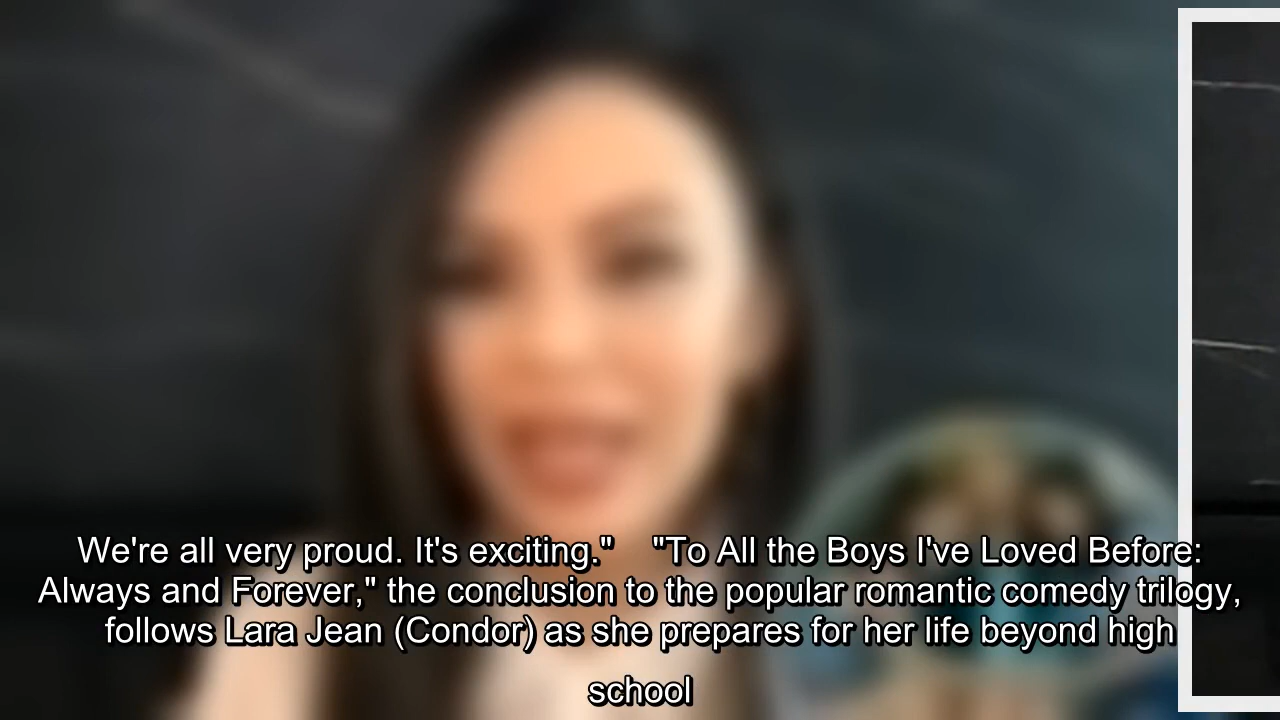 We're all very proud. It's exciting."    "To All the Boys I've Loved Before:
Always and Forever," the conclusion to the popular romantic comedy trilogy,
follows Lara Jean (Condor) as she prepares for her life beyond high
school